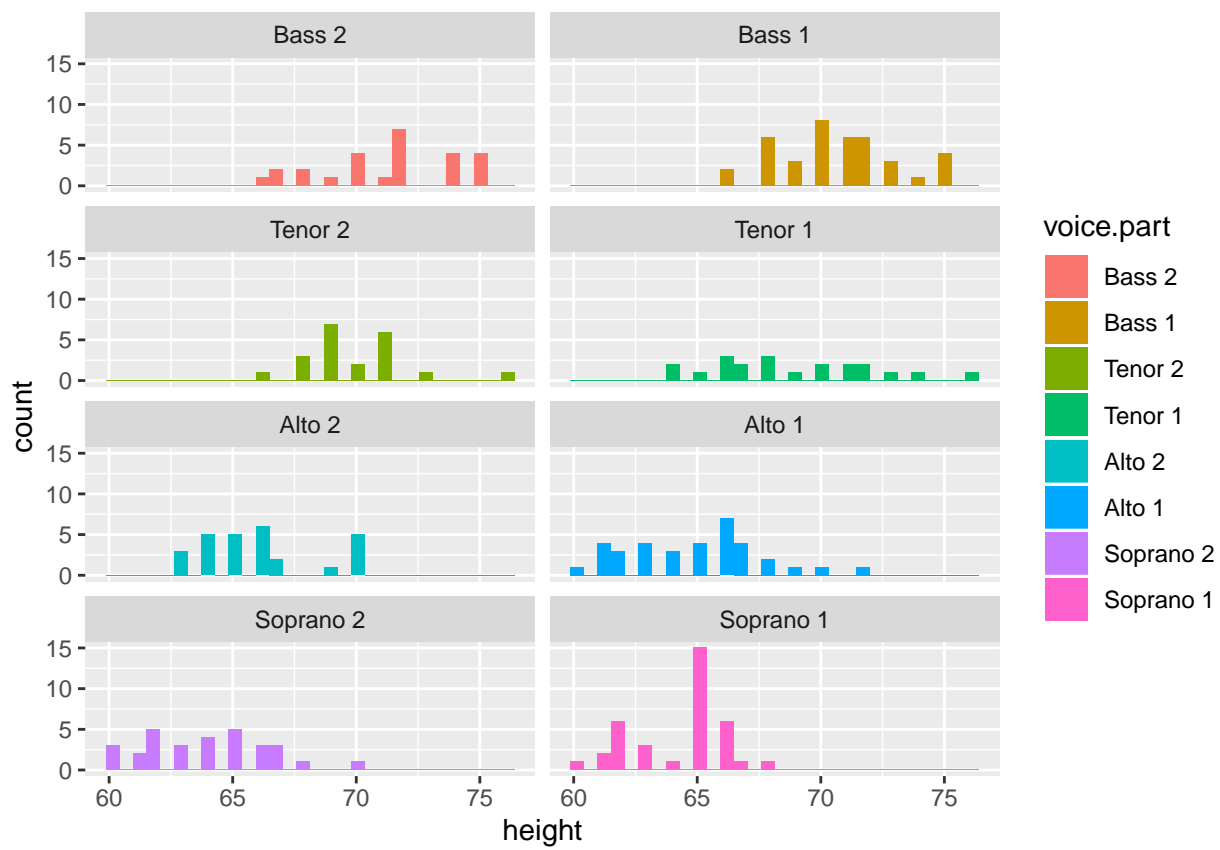 Bass 2
Bass 1
15
10
5
0
Tenor 2
Tenor 1
15
10
5
0
Alto 2
Alto 1
15
10
5
0
Soprano 2
Soprano 1
15
10
5
0
60
65
70
75
60
65
70
75
height
count
voice.part
Bass 2
Bass 1
Tenor 2
Tenor 1
Alto 2
Alto 1
Soprano 2
Soprano 1